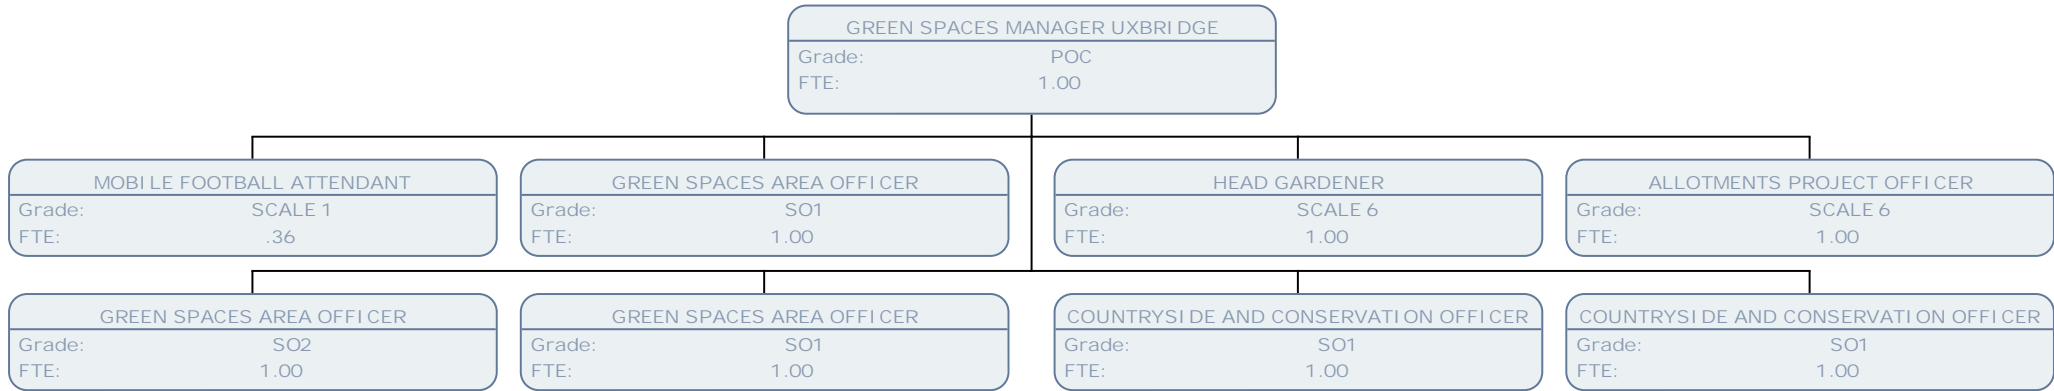 GREEN SPACES MANAGER UXBRIDGE
Grade: POC
FTE: 1.00
MOBILE FOOTBALL ATTENDANT
Grade: SCALE 1
FTE: .36
GREEN SPACES AREA OFFICER
Grade: SO1
FTE: 1.00
HEAD GARDENER
Grade: SCALE 6
FTE: 1.00
ALLOTMENTS PROJECT OFFICER
Grade: SCALE 6
FTE: 1.00
GREEN SPACES AREA OFFICER
Grade: SO2
FTE: 1.00
GREEN SPACES AREA OFFICER
Grade: SO1
FTE: 1.00
COUNTRYSIDE AND CONSERVATION OFFICER
Grade: SO1
FTE: 1.00
COUNTRYSIDE AND CONSERVATION OFFICER
Grade: SO1
FTE: 1.00